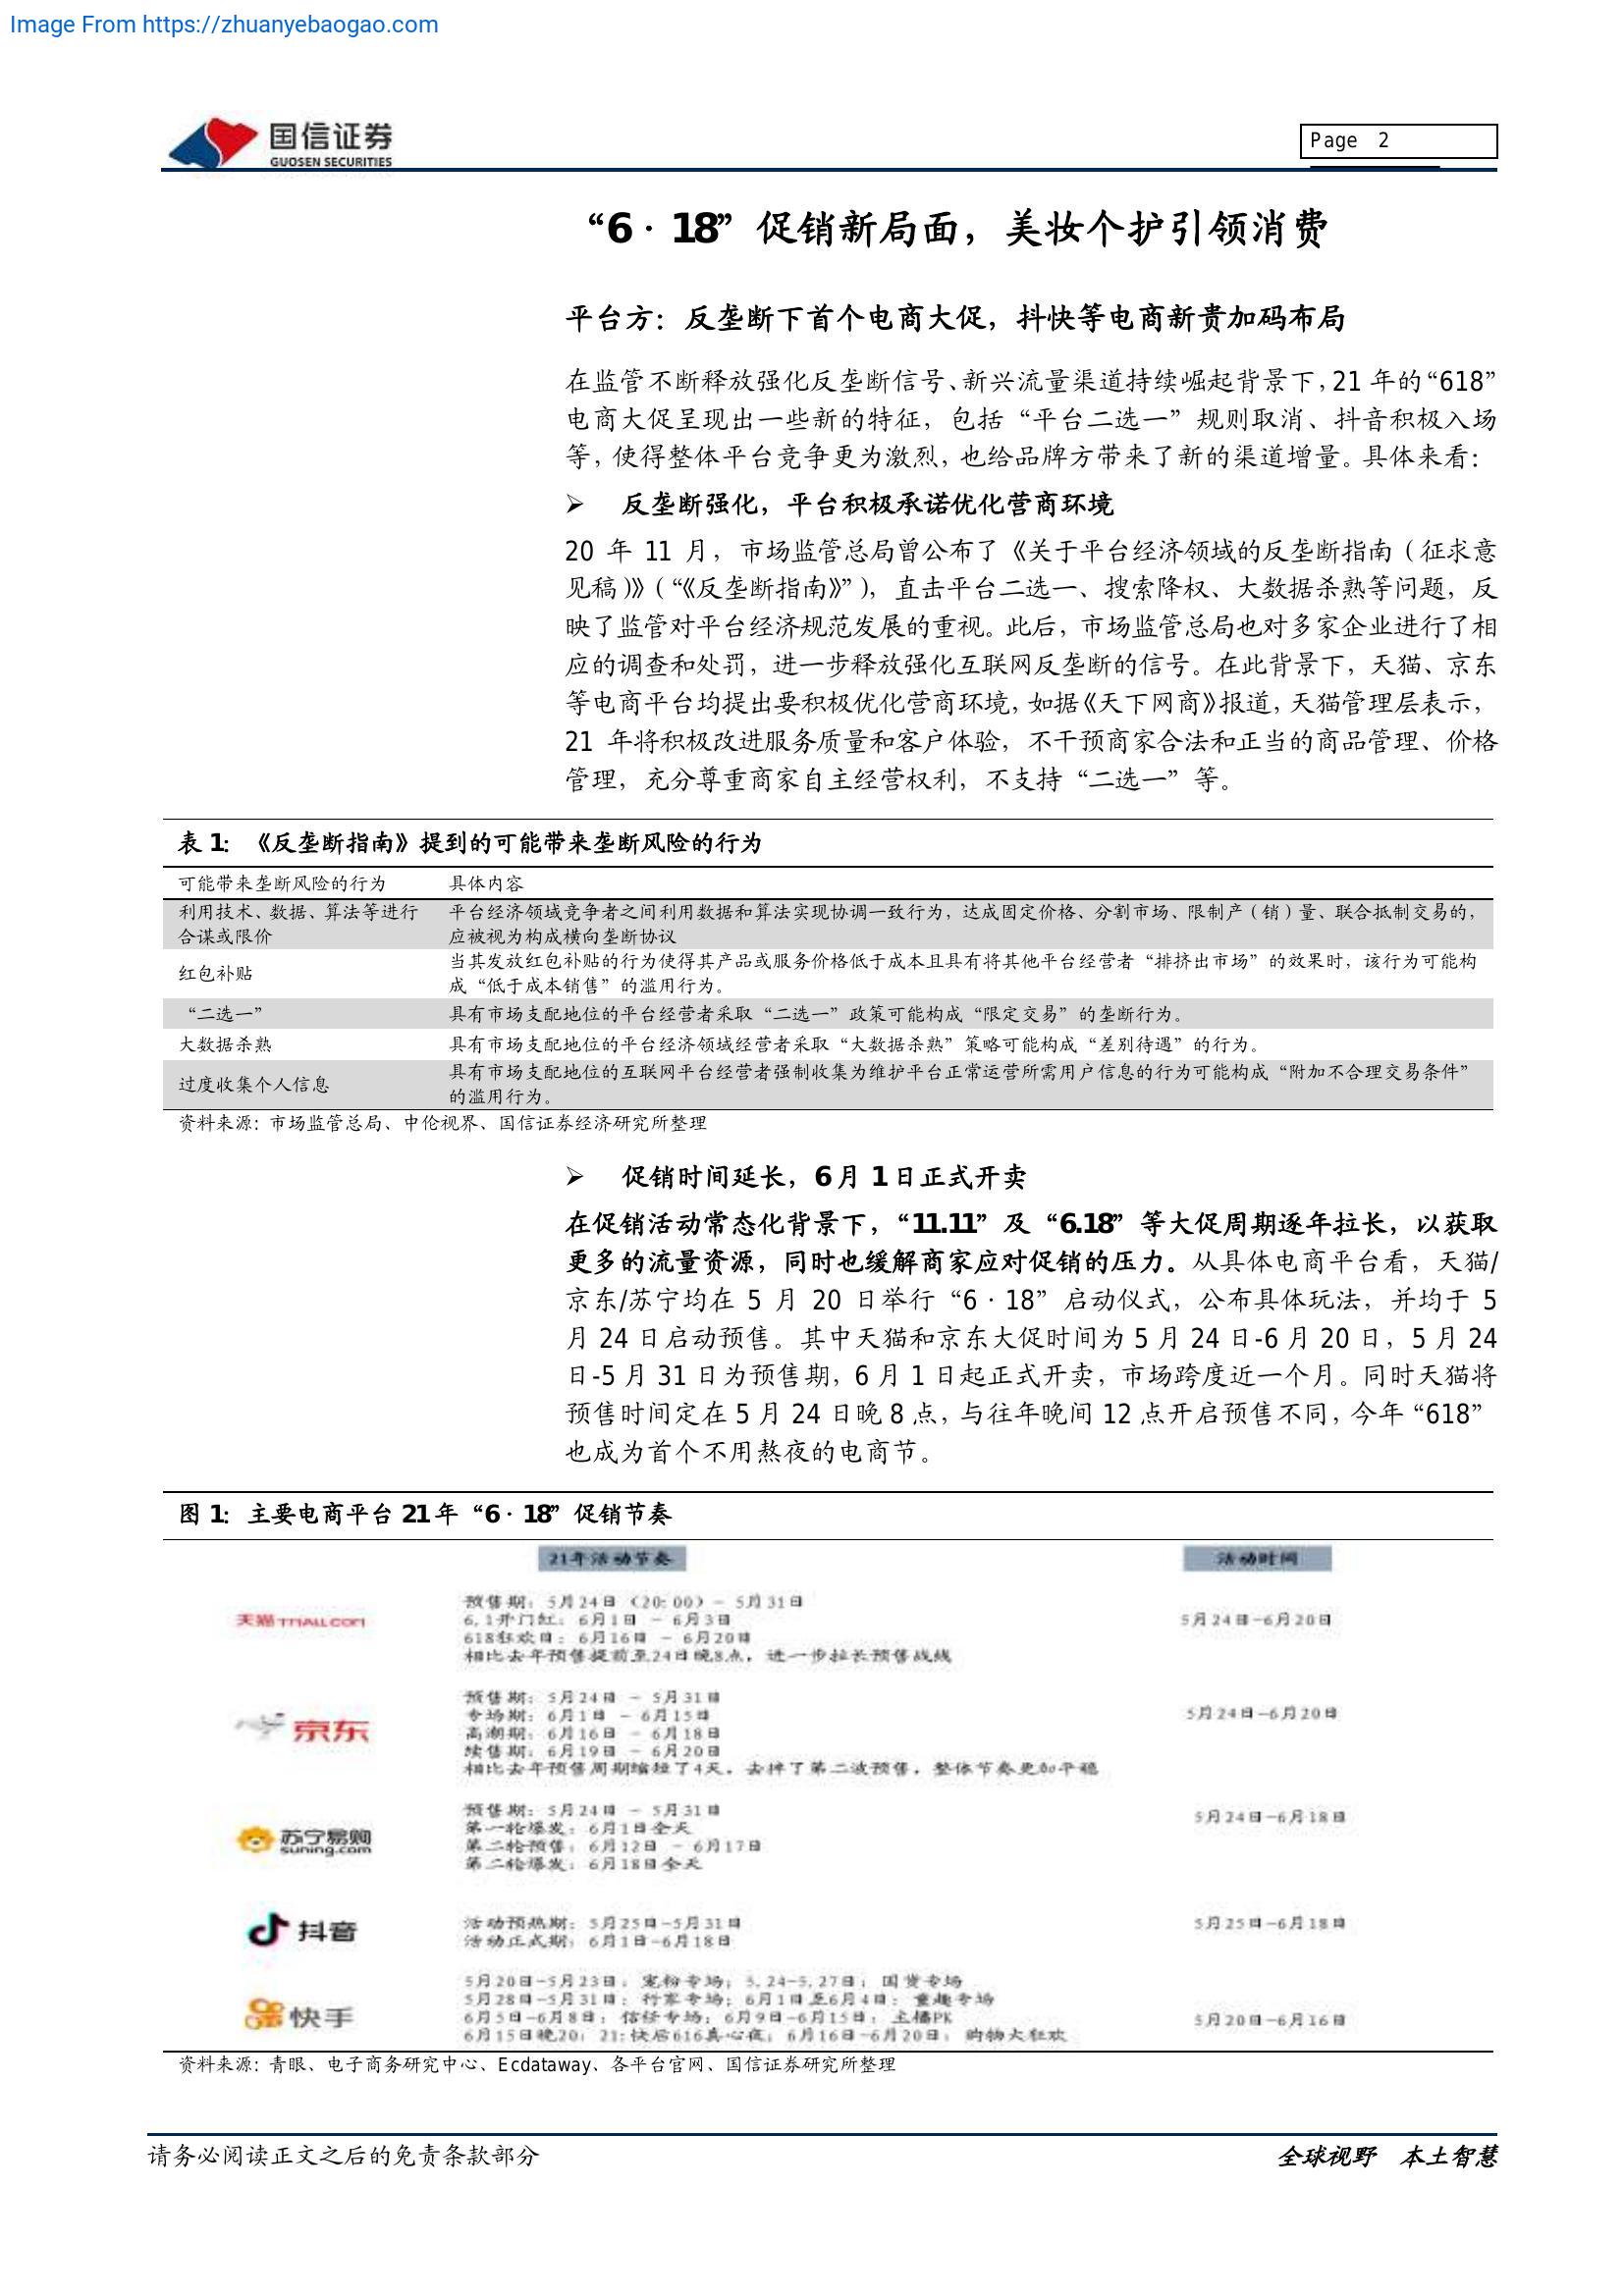 Image From https://zhuanyebaogao.com
国信证券
GUOSEN SECURITIES
Page 2
“6·18”促销新局面，美妆个护引领消费
平台方：反垄断下首个电商大促，抖快等电商新贵加码布局
在监管不断释放强化反垄断信号、新兴流量渠道持续崛起背景下，21 年的“618”
电商大促呈现出一些新的特征，包括“平台二选一”规则取消、抖音积极入场
等，使得整体平台竞争更为激烈，也给品牌方带来了新的渠道增量。具体来看：
➢ 反垄断强化，平台积极承诺优化营商环境
20 年 11 月，市场监管总局曾公布了《关于平台经济领域的反垄断指南（征求意
见稿）》（“《反垄断指南》”），直击平台二选一、搜索降权、大数据杀熟等问题，反
映了监管对平台经济规范发展的重视。此后，市场监管总局也对多家企业进行了相
应的调查和处罚，进一步释放强化互联网反垄断的信号。在此背景下，天猫、京东
等电商平台均提出要积极优化营商环境，如据《天下网商》报道，天猫管理层表示，
21 年将积极改进服务质量和客户体验，不干预商家合法和正当的商品管理、价格
管理，充分尊重商家自主经营权利，不支持“二选一”等。
表 1：《反垄断指南》提到的可能带来垄断风险的行为
可能带来垄断风险的行为 具体内容
利用技术、数据、算法等进行 平台经济领域竞争者之间利用数据和算法实现协调一致行为，达成固定价格、分割市场、限制产（销）量、联合抵制交易的，
合谋或限价 应被视为构成横向垄断协议
红包补贴 当其发放红包补贴的行为使得其产品或服务价格低于成本且具有将其他平台经营者“排挤出市场”的效果时，该行为可能构
成“低于成本销售”的滥用行为。
“二选一” 具有市场支配地位的平台经营者采取“二选一”政策可能构成“限定交易”的垄断行为。
大数据杀熟 具有市场支配地位的平台经济领域经营者采取“大数据杀熟”策略可能构成“差别待遇”的行为。
过度收集个人信息 具有市场支配地位的互联网平台经营者强制收集为维护平台正常运营所需用户信息的行为可能构成“附加不合理交易条件”
的滥用行为。
资料来源：市场监管总局、中伦视界、国信证券经济研究所整理
➢ 促销时间延长，6 月 1 日正式开卖
在促销活动常态化背景下，“11.11”及“6.18”等大促周期逐年拉长，以获取
更多的流量资源，同时也缓解商家应对促销的压力。从具体电商平台看，天猫/
京东/苏宁均在 5 月 20 日举行“6·18”启动仪式，公布具体玩法，并均于 5
月 24 日启动预售。其中天猫和京东大促时间为 5 月 24 日-6 月 20 日，5 月 24
日-5 月 31 日为预售期，6 月 1 日起正式开卖，市场跨度近一个月。同时天猫将
预售时间定在 5 月 24 日晚 8 点，与往年晚间 12 点开启预售不同，今年“618”
也成为首个不用熬夜的电商节。
图 1：主要电商平台 21 年“6·18”促销节奏
21年活动节奏 活动时间
天猫 TMALL.COM
预售期：5月24日（20:00）- 5月31日
6.1开门红：6月1日 - 6月3日
618狂欢日：6月16日 - 6月20日
相比去年预售提前至24日晚8点，进一步拉长预售战线
5月24日-6月20日
京东
预售期：5月24日 - 5月31日
专场期：6月1日 - 6月15日
高潮期：6月16日 - 6月18日
续售期：6月19日 - 6月20日
相比去年预售周期缩短了4天，去掉了第二波预售，整体节奏更加平稳
5月24日-6月20日
苏宁易购
suning.com
预售期：5月24日 - 5月31日
第一轮爆发：6月1日全天
第二轮预售：6月12日 - 6月17日
第二轮爆发：6月18日全天
5月24日-6月18日
抖音
活动预热期：5月25日-5月31日
活动正式期：6月1日-6月18日
5月25日-6月18日
快手
5月20日-5月23日：宠粉专场；5.24-5.27日：国货专场
5月28日-5月31日：行家专场；6月1日至6月4日：童趣专场
6月5日-6月8日：信任专场；6月9日-6月15日：主播PK
6月15日晚20：21:快后616真心夜；6月16日-6月20日：购物大狂欢
5月20日-6月16日
资料来源：青眼、电子商务研究中心、Ecdataway、各平台官网、国信证券研究所整理
请务必阅读正文之后的免责条款部分
全球视野 本土智慧